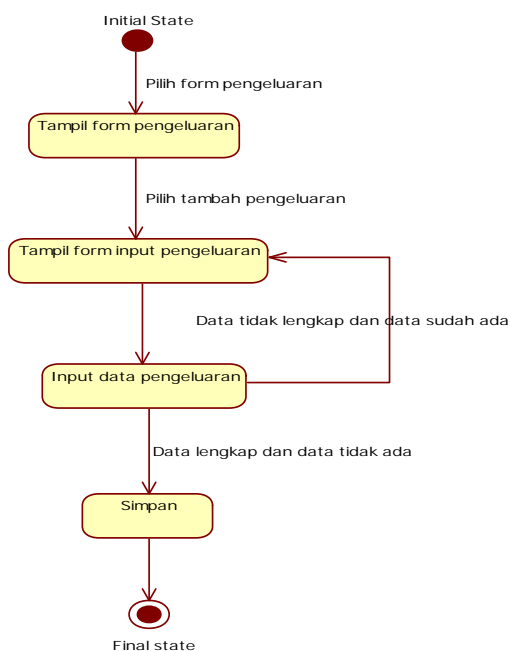 Initial State
Pilih form pengeluaran
Tampil form pengeluaran
Pilih tambah pengeluaran
Tampil form input pengeluaran
Data tidak lengkap dan data sudah ada
Input data pengeluaran
Data lengkap dan data tidak ada
Simpan
Final state